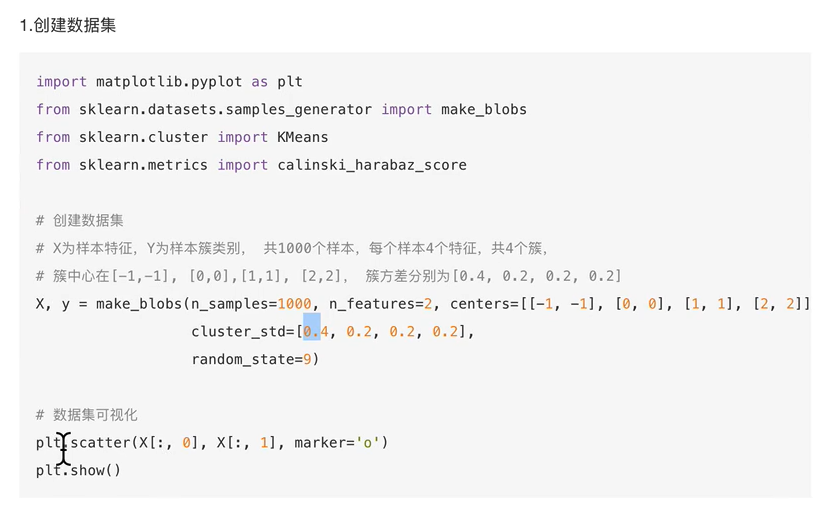 1.创建数据集
import matplotlib.pyplot as plt
from sklearn.datasets.samples_generator import make_blobs
from sklearn.cluster import KMeans
from sklearn.metrics import calinski_harabaz_score
# 创建数据集
# X为样本特征，Y为样本簇类别， 共1000个样本，每个样本4个特征，共4个簇，
# 簇中心在[-1,-1], [0,0],[1,1], [2,2]， 簇方差分别为[0.4, 0.2, 0.2, 0.2]
X, y = make_blobs(n_samples=1000, n_features=2, centers=[[-1, -1], [0, 0], [1, 1], [2, 2]]
cluster_std=[0.4, 0.2, 0.2, 0.2],
random_state=9)
# 数据集可视化
plt.scatter(X[:, 0], X[:, 1], marker='o')
plt.show()